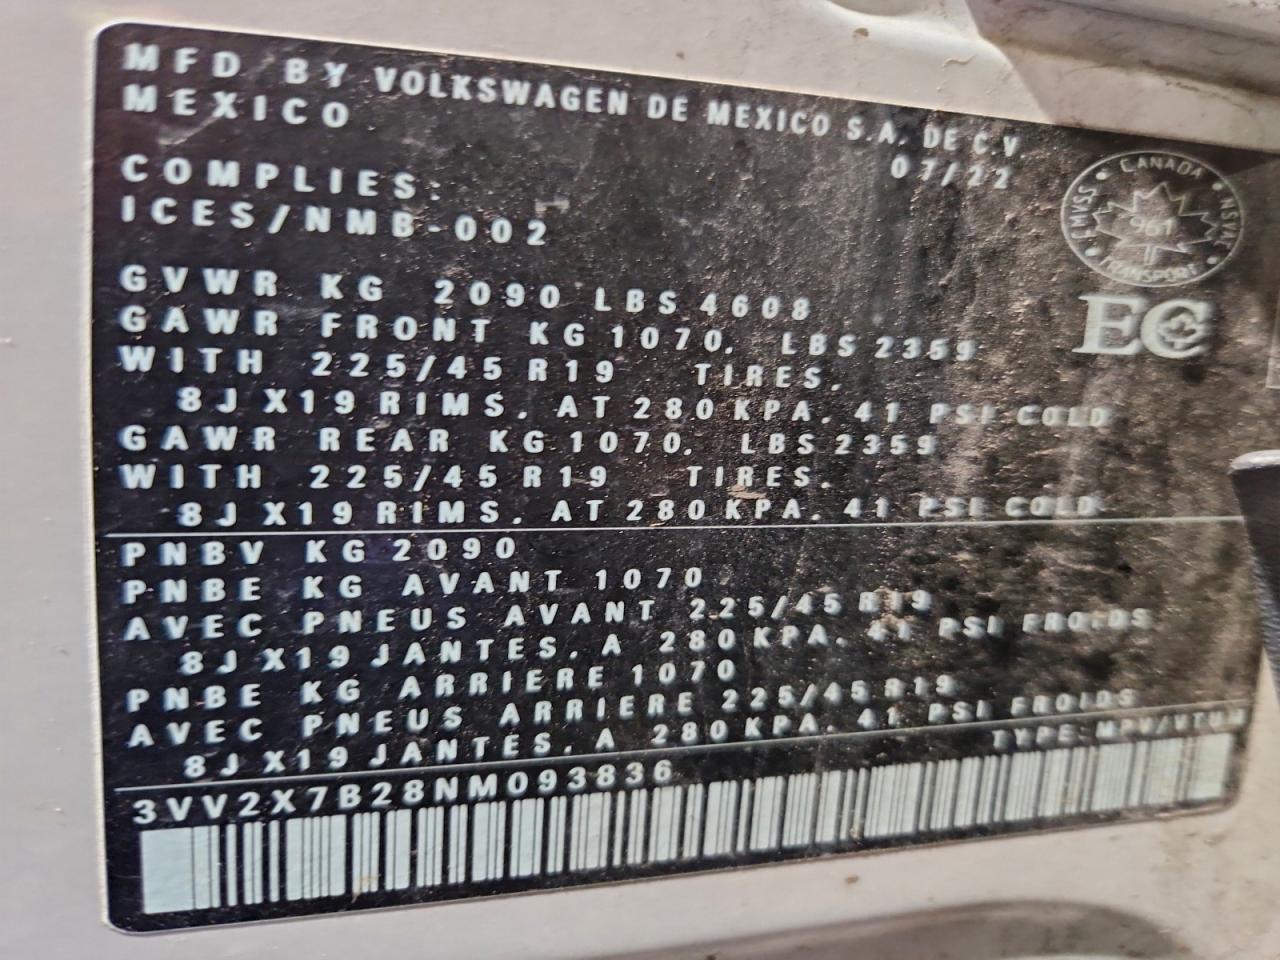 MFD BY VOLKSWAGEN DE MEXICO S.A. DE C.V.
MEXICO
07/22
COMPLIES:
ICES/NMB-002
CANADA
TRANSPORT
961
EC
GVWR KG 2090 LBS 4608
GAWR FRONT KG 1070. LBS 2359
WITH 225/45 R19 TIRES.
8J X19 RIMS. AT 280 KPA. 41 PSI COLD
GAWR REAR KG 1070. LBS 2359
WITH 225/45 R19 TIRES.
8J X19 RIMS. AT 280 KPA. 41 PSI COLD
PNBV KG 2090
PNBE KG AVANT 1070
AVEC PNEUS AVANT 225/45 R19
8J X19 JANTES. A 280 KPA. 41 PSI FROIDS
PNBE KG ARRIERE 1070
AVEC PNEUS ARRIERE 225/45 R19
8J X19 JANTES. A 280 KPA. 41 PSI FROIDS
TYPE: MPV/VTUM
3VV2X7B28NM093836